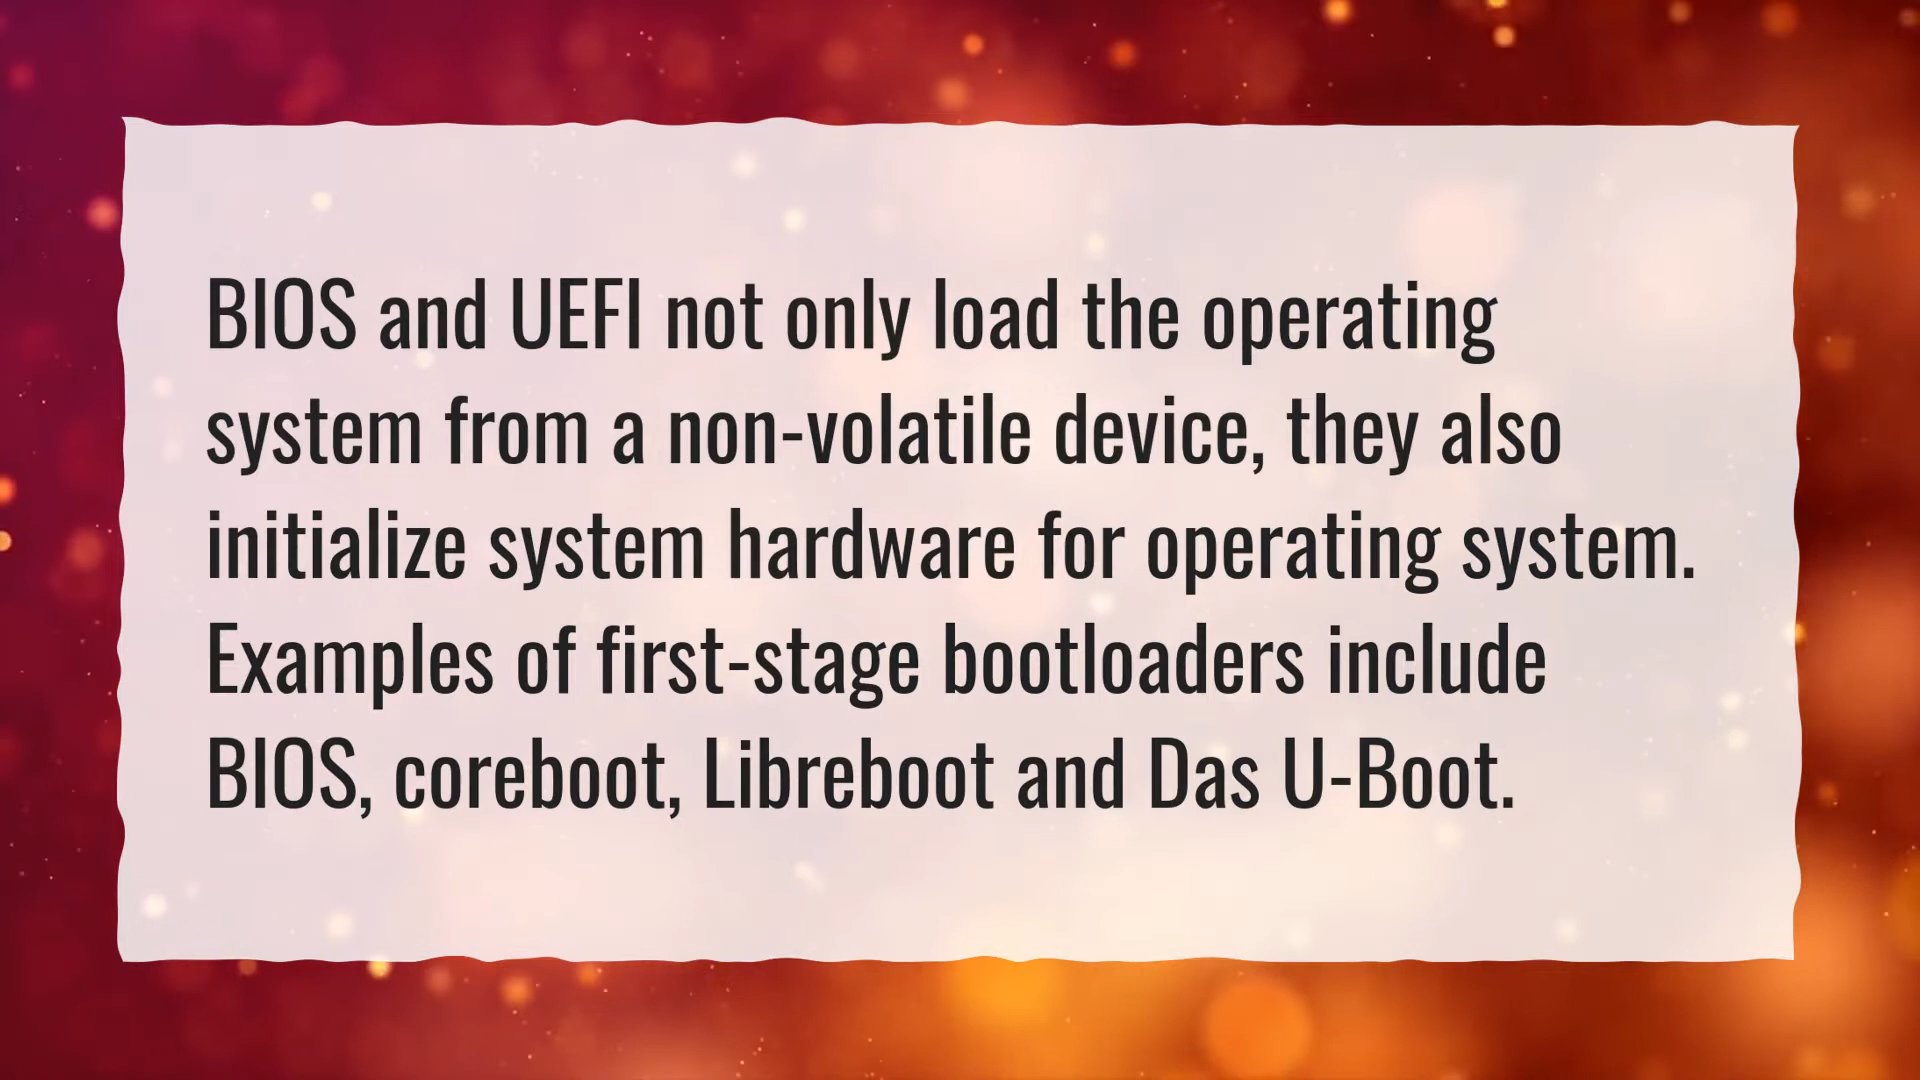 BIOS and UEFI not only load the operating
system from a non-volatile device, they also
initialize system hardware for operating system.
Examples of first-stage bootloaders include
BIOS, coreboot, Libreboot and Das U-Boot.